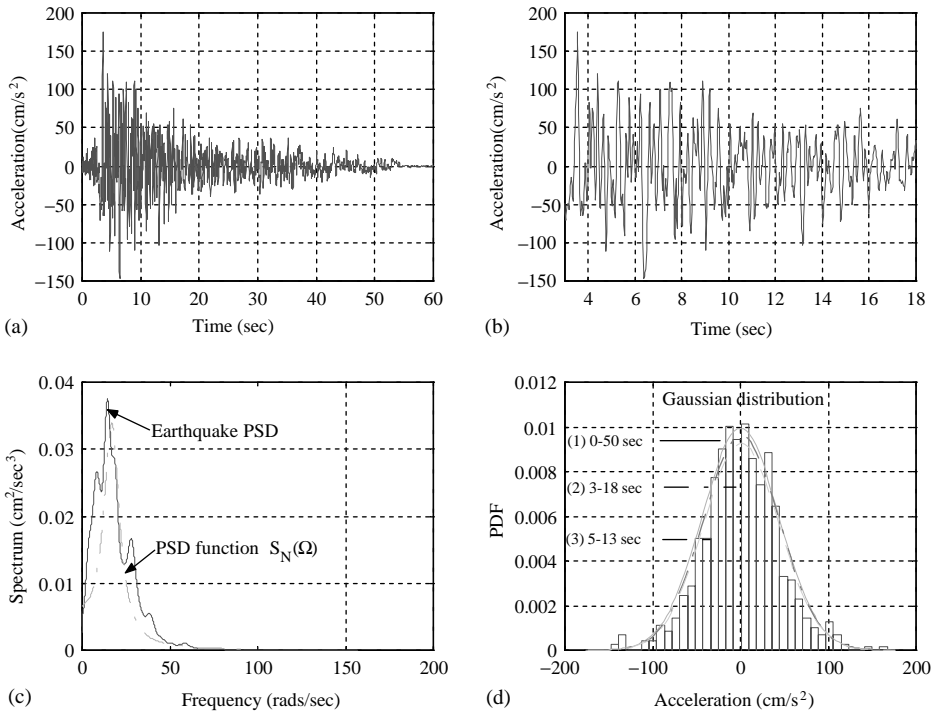 200
150
100
50
0
−50
−100
−150
Acceleration(cm/s²)
0 10 20 30 40 50 60
Time (sec)
(a)
200
150
100
50
0
−50
−100
−150
Acceleration(cm/s²)
4 6 8 10 12 14 16 18
Time (sec)
(b)
0.04
0.03
0.02
0.01
0
Spectrum (cm²/sec³)
Earthquake PSD
PSD function S_N(Ω)
0 50 100 150 200
Frequency (rads/sec)
(c)
0.012
0.01
0.008
0.006
0.004
0.002
0
PDF
Gaussian distribution
(1) 0-50 sec
(2) 3-18 sec
(3) 5-13 sec
−200 −100 0 100 200
Acceleration (cm/s²)
(d)